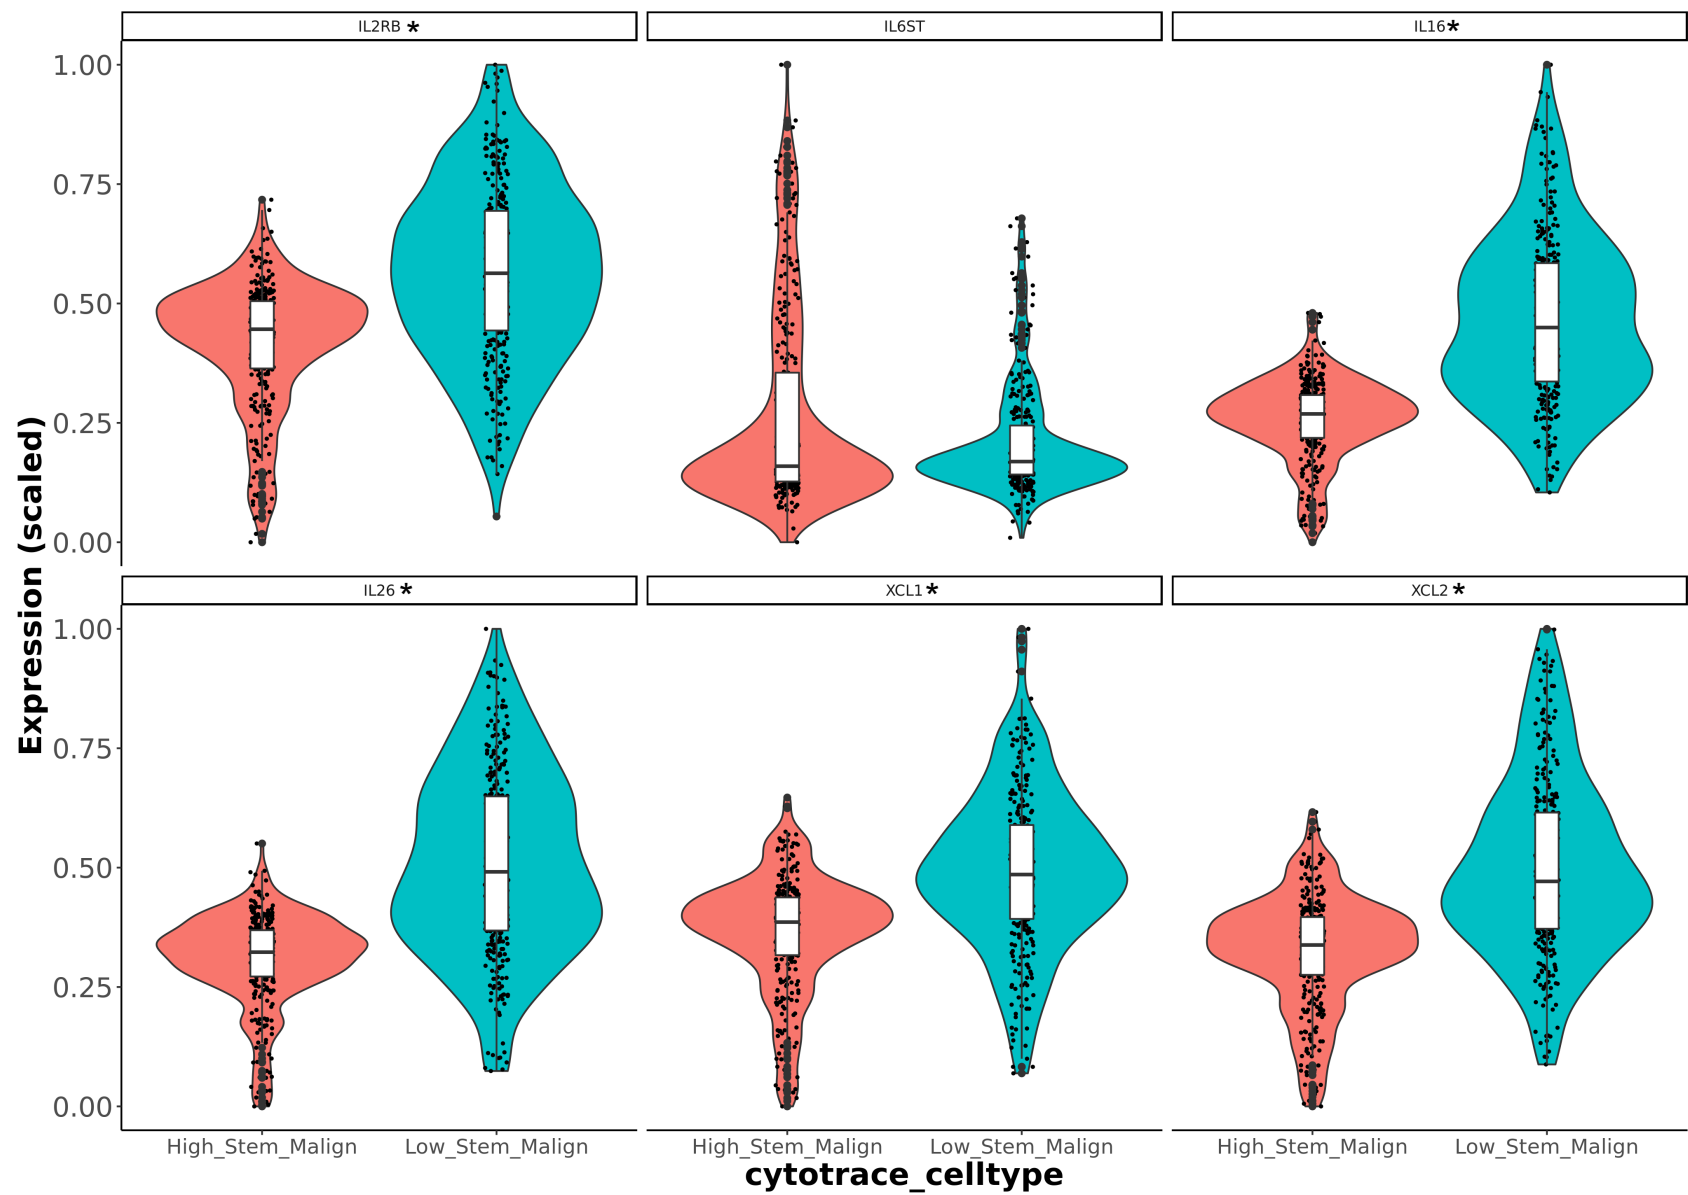 IL2RB *
IL6ST
IL16*
1.00
0.75
0.50
0.25
0.00
IL26 *
XCL1*
XCL2 *
1.00
0.75
0.50
0.25
0.00
Expression (scaled)
High_Stem_Malign
Low_Stem_Malign
High_Stem_Malign
Low_Stem_Malign
High_Stem_Malign
Low_Stem_Malign
cytotrace_celltype